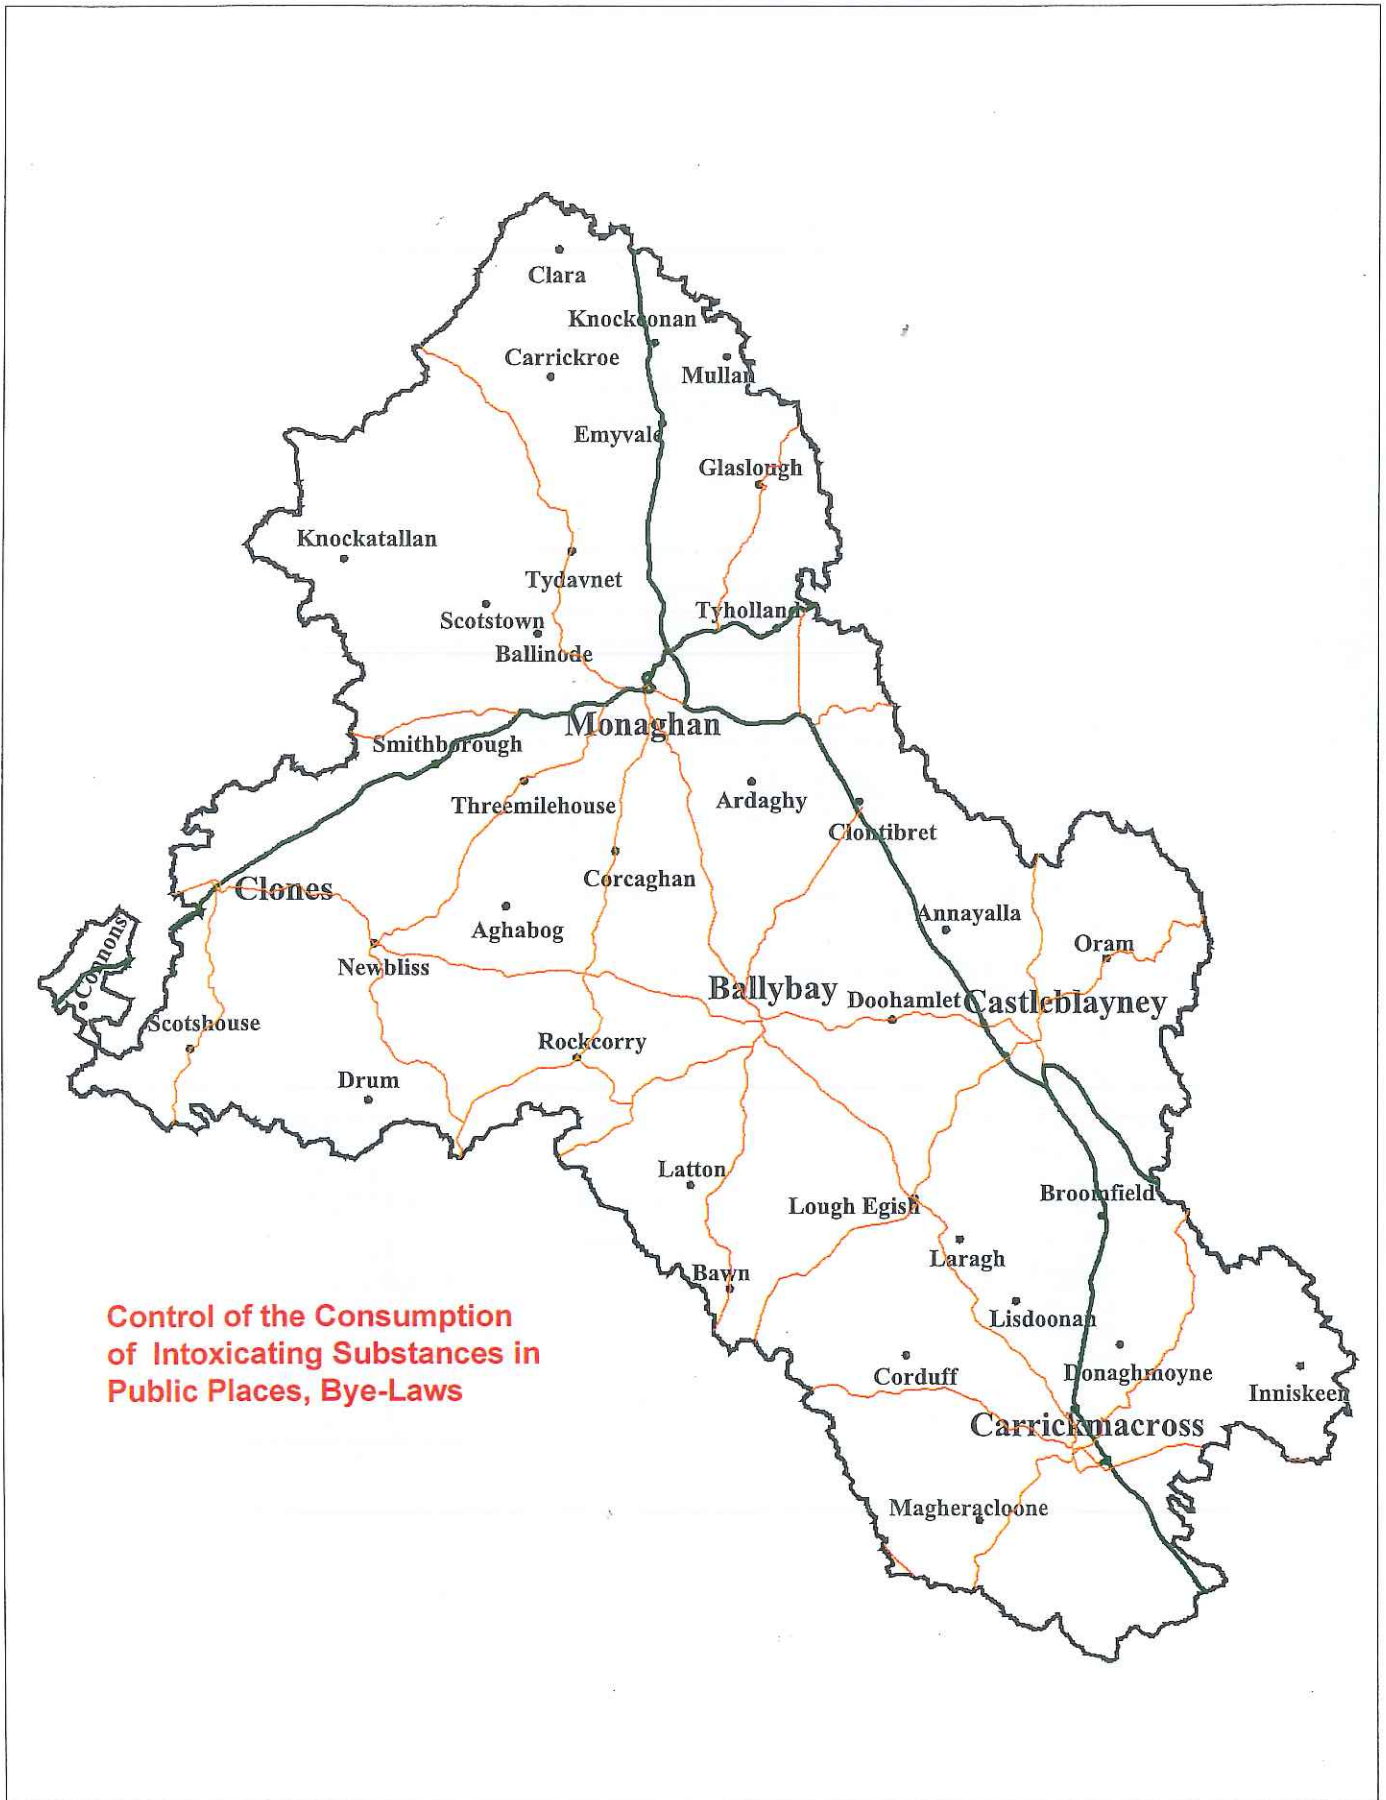 Clara
Knockconan
Carrickroe
Mullan
Emyvale
Glaslough
Knockatallan
Tydavnet
Tyholland
Scotstown
Ballinode
Monaghan
Smithborough
Threemilehouse
Ardaghy
Clontibret
Corcaghan
Clones
Annayalla
Aghabog
Connons
Oram
Newbliss
Ballybay
Doohamlet
Castleblayney
Scotshouse
Rockcorry
Drum
Latton
Broomfield
Lough Egish
Laragh
Bawn
Lisdoonan
Control of the Consumption
of Intoxicating Substances in
Public Places, Bye-Laws
Corduff
Donaghmoyne
Inniskeen
Carrickmacross
Magheracloone